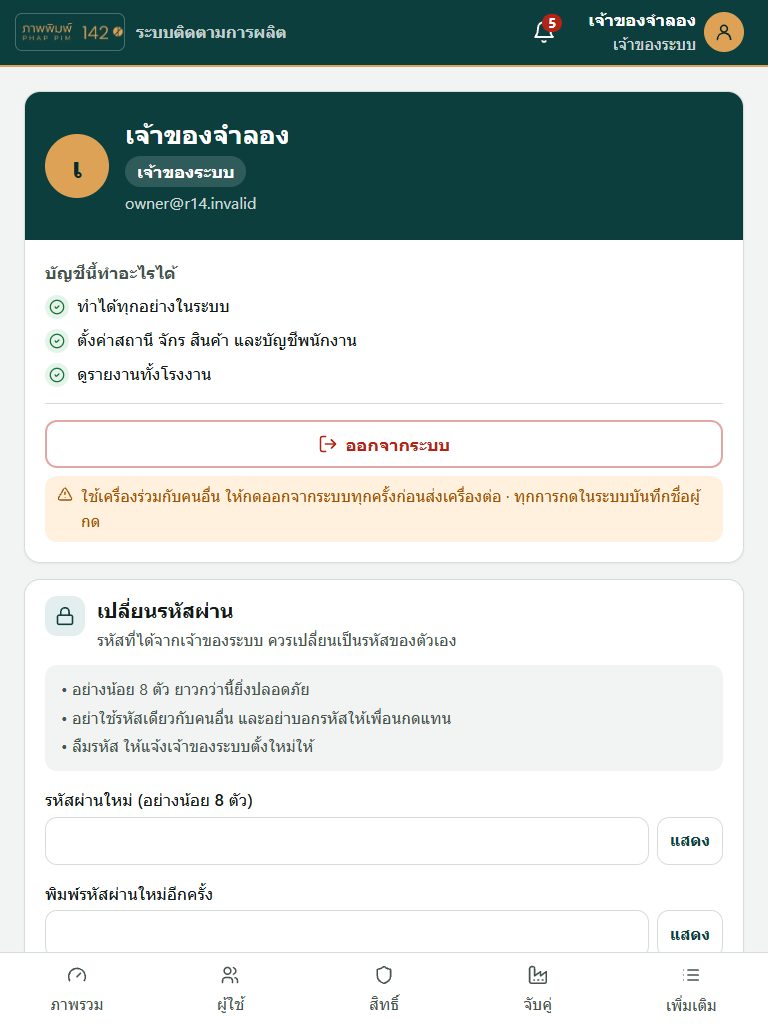 ภาพพิมพ์
PHAP PIM
142
ระบบติดตามการผลิต
5
เจ้าของจำลอง
เจ้าของระบบ
เ
เจ้าของจำลอง
เจ้าของระบบ
owner@r14.invalid
บัญชีนี้ทำอะไรได้
ทำได้ทุกอย่างในระบบ
ตั้งค่าสถานี จักร สินค้า และบัญชีพนักงาน
ดูรายงานทั้งโรงงาน
ออกจากระบบ
ใช้เครื่องร่วมกับคนอื่น ให้กดออกจากระบบทุกครั้งก่อนส่งเครื่องต่อ · ทุกการกดในระบบบันทึกชื่อผู้
กด
เปลี่ยนรหัสผ่าน
รหัสที่ได้จากเจ้าของระบบ ควรเปลี่ยนเป็นรหัสของตัวเอง
• อย่างน้อย 8 ตัว ยาวกว่านี้ยิ่งปลอดภัย
• อย่าใช้รหัสเดียวกับคนอื่น และอย่าบอกรหัสให้เพื่อนกดแทน
• ลืมรหัส ให้แจ้งเจ้าของระบบตั้งใหม่ให้
รหัสผ่านใหม่ (อย่างน้อย 8 ตัว)
แสดง
พิมพ์รหัสผ่านใหม่อีกครั้ง
แสดง
ภาพรวม
ผู้ใช้
สิทธิ์
จับคู่
เพิ่มเติม